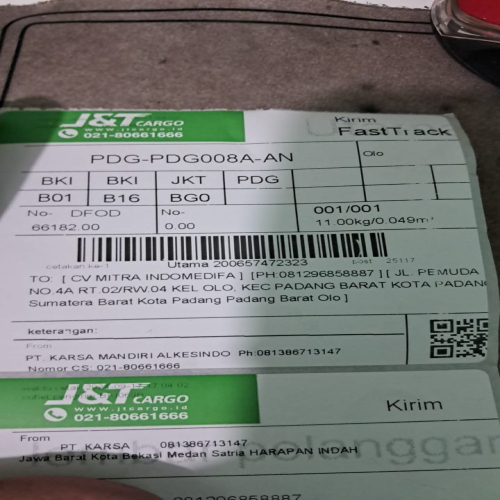 J&T CARGO
www.jtcargo.id
021-80661666
Kirim
FastTrack
PDG-PDG008A-AN
Olo
BKI BKI JKT PDG
B01 B16 BG0
No- DFOD No- 001/001
66182.00 0.00 11.00kg/0.049m³
cetakan ke-1 Utama 200657472323 post 25117
TO: [ CV MITRA INDOMEDIFA ] [PH:081296858887 ] [ JL. PEMUDA
NO.4A RT.02/RW.04 KEL OLO, KEC PADANG BARAT KOTA PADANG
Sumatera Barat Kota Padang Padang Barat Olo ]
keterangan:
From
PT. KARSA MANDIRI ALKESINDO Ph:081386713147
Nomor CS: 021-80661666
J&T CARGO
www.jtcargo.id
021-80661666
Kirim
From
PT. KARSA 081386713147
Jawa Barat Kota Bekasi Medan Satria HARAPAN INDAH
pelanggan
081296858887